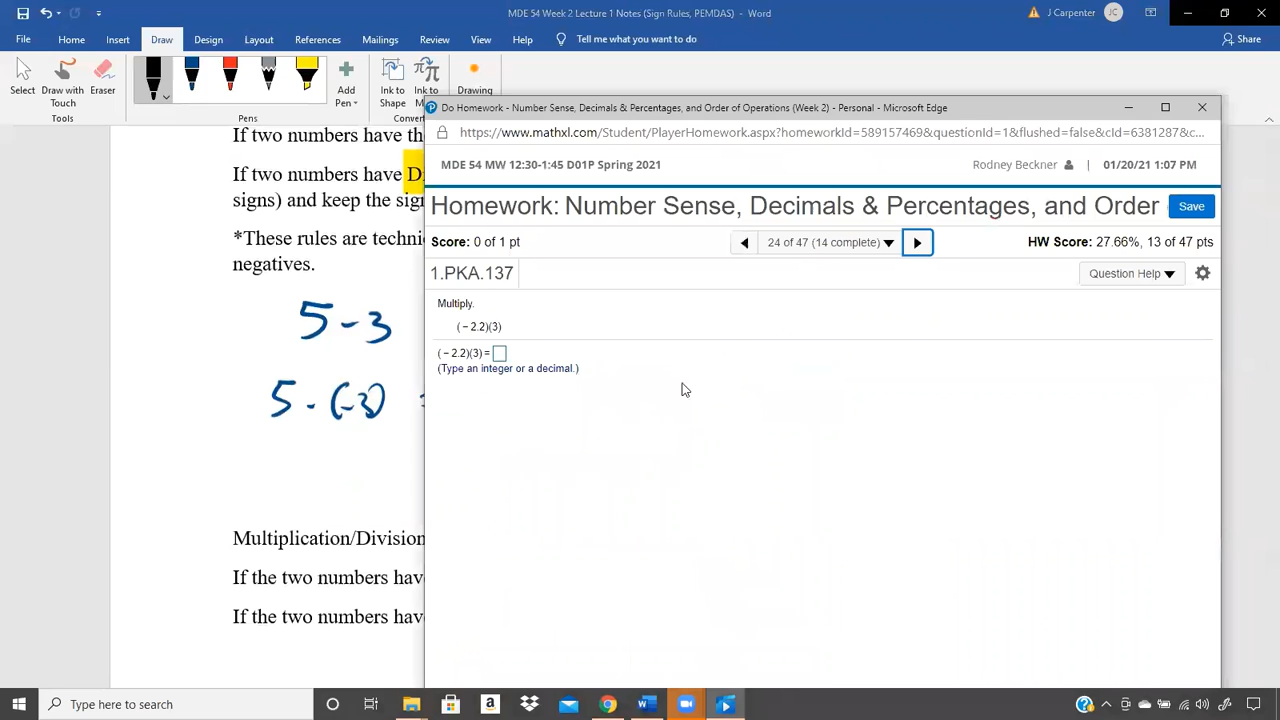 MDE 54 Week 2 Lecture 1 Notes (Sign Rules, PEMDAS) - Word
J Carpenter
JC
File
Home
Insert
Draw
Design
Layout
References
Mailings
Review
View
Help
Tell me what you want to do
Share
Select
Draw with
Touch
Eraser
Add
Pen
Ink to
Shape
Ink to
M
Drawing
Tools
Pens
Conver
If two numbers have th
If two numbers have D
signs) and keep the sig
*These rules are techni
negatives.
5 - 3
5 - (-3)
Multiplication/Division
If the two numbers hav
If the two numbers hav
Do Homework - Number Sense, Decimals & Percentages, and Order of Operations (Week 2) - Personal - Microsoft Edge
https://www.mathxl.com/Student/PlayerHomework.aspx?homeworkId=589157469&questionId=1&flushed=false&cId=6381287&c...
MDE 54 MW 12:30-1:45 D01P Spring 2021
Rodney Beckner
| 01/20/21 1:07 PM
Homework: Number Sense, Decimals & Percentages, and Order
Save
Score: 0 of 1 pt
24 of 47 (14 complete)
HW Score: 27.66%, 13 of 47 pts
1.PKA.137
Question Help
Multiply.
(− 2.2)(3)
(− 2.2)(3) =
(Type an integer or a decimal.)
Type here to search